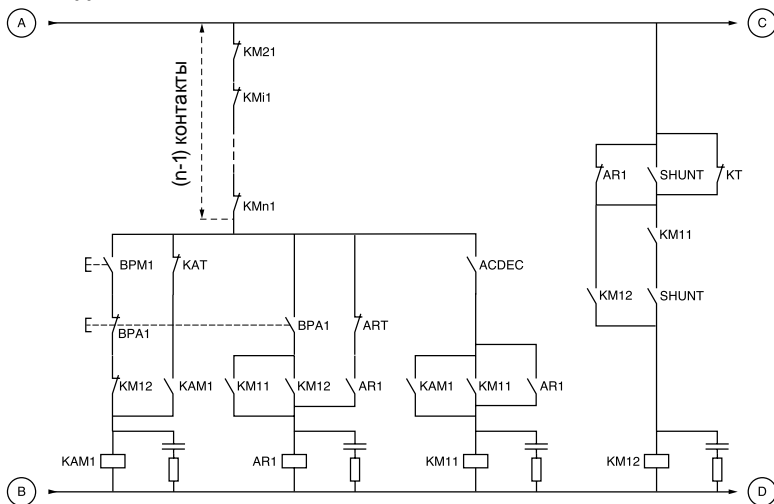 A
C
KM21
KMi1
(n-1) контакты
KMn1
AR1
SHUNT
KT
KM11
KM12
SHUNT
BPM1
KAT
ACDEC
BPA1
BPA1
ART
KM12
KAM1
KM11
KM12
AR1
KAM1
KM11
AR1
KAM1
AR1
KM11
KM12
B
D